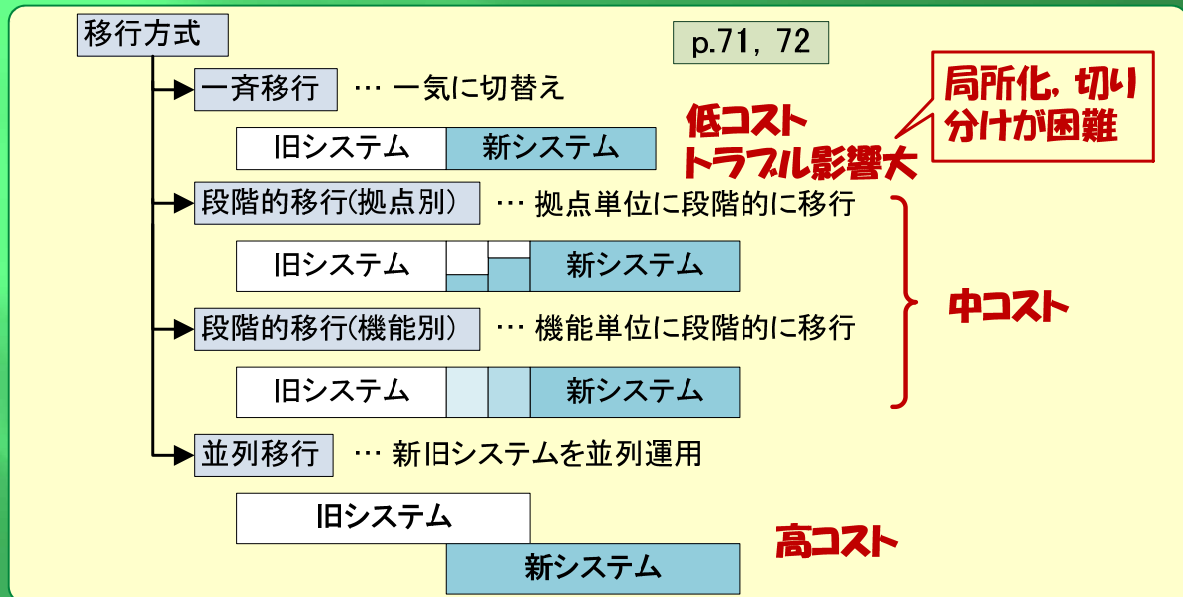 移行方式
p.71, 72
一斉移行 … 一気に切替え
局所化, 切り
分けが困難
低コスト
トラブル影響大
旧システム 新システム
段階的移行(拠点別) … 拠点単位に段階的に移行
旧システム 新システム
中コスト
段階的移行(機能別) … 機能単位に段階的に移行
旧システム 新システム
並列移行 … 新旧システムを並列運用
旧システム
高コスト
新システム